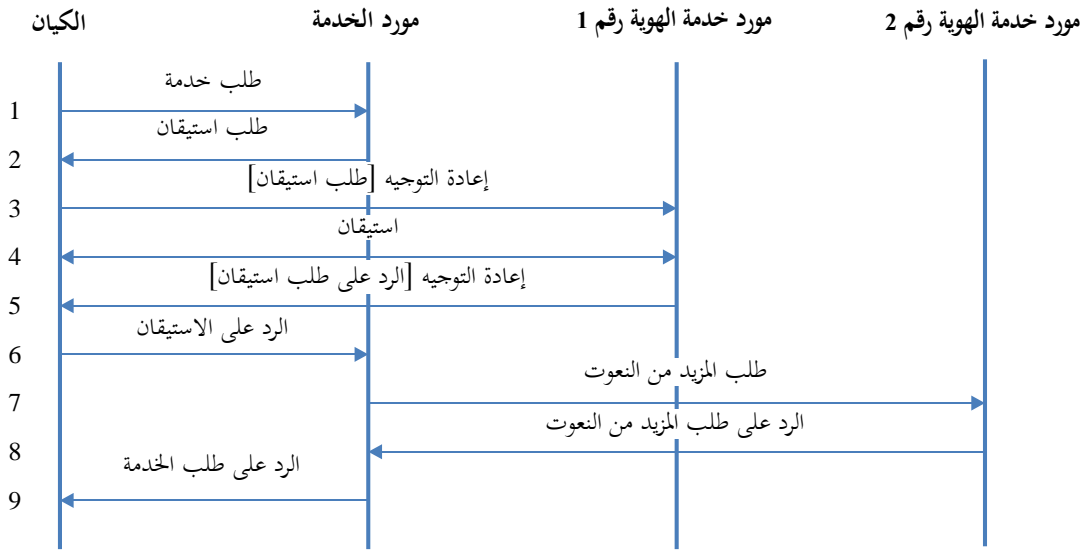 الكيان
مورد الخدمة
مورد خدمة الهوية رقم 1
مورد خدمة الهوية رقم 2
طلب خدمة
1
طلب استيقان
2
إعادة التوجيه [طلب استيقان]
3
استيقان
4
إعادة التوجيه [الرد على طلب استيقان]
5
الرد على الاستيقان
6
طلب المزيد من النعوت
7
الرد على طلب المزيد من النعوت
8
الرد على طلب الخدمة
9